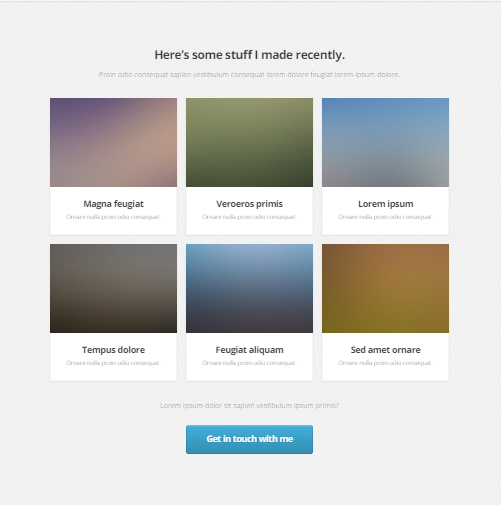 Here's some stuff I made recently.
Proin odio consequat sapien vestibulum consequat lorem dolore feugiat lorem ipsum dolore.
Magna feugiat
Ornare nulla proin odio consequat.
Veroeros primis
Ornare nulla proin odio consequat.
Lorem ipsum
Ornare nulla proin odio consequat.
Tempus dolore
Ornare nulla proin odio consequat.
Feugiat aliquam
Ornare nulla proin odio consequat.
Sed amet ornare
Ornare nulla proin odio consequat.
Lorem ipsum dolor sit sapien vestibulum ipsum primis?
Get in touch with me